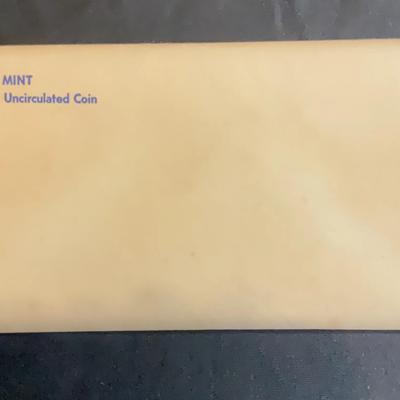 MINT
Uncirculated Coin